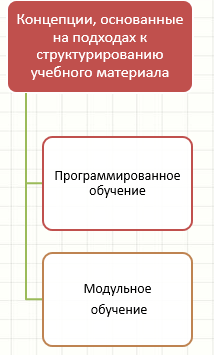 Концепции, основанные
на подходах к
структурированию
учебного материала
Программированное
обучение
Модульное
обучение